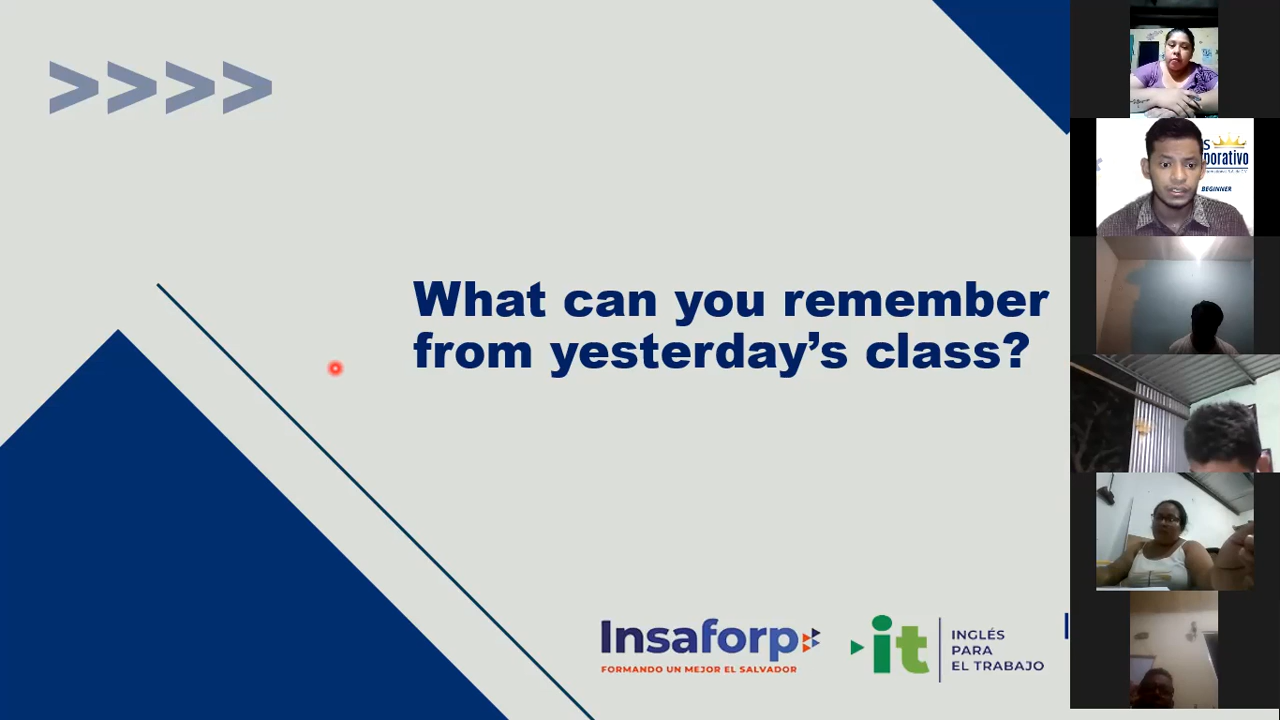 >>>>
What can you remember
from yesterday's class?
Insaforp
FORMANDO UN MEJOR EL SALVADOR
it
INGLÉS
PARA
EL TRABAJO
S
porativo
BEGINNER